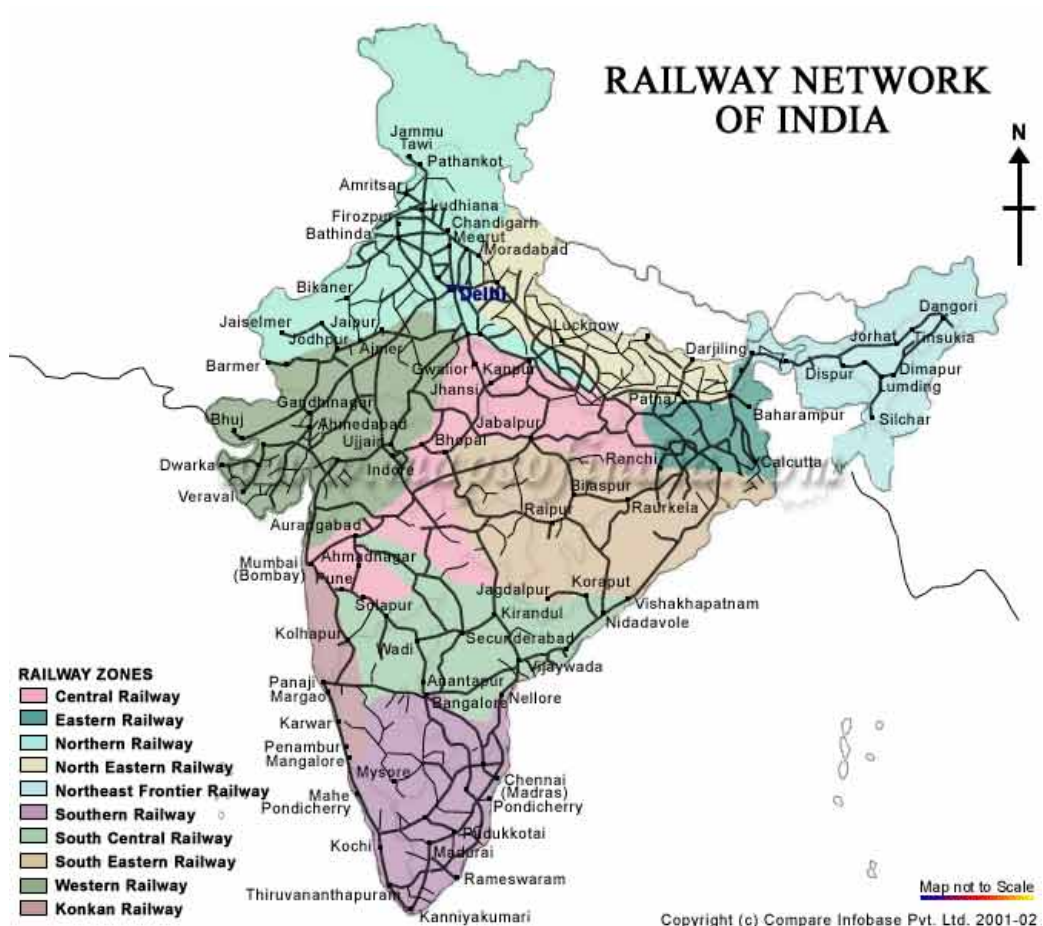 RAILWAY NETWORK
OF INDIA
N
Jammu
Tawi
Pathankot
Amritsar
Ludhiana
Firozpur
Chandigarh
Bathinda
Meerut
Moradabad
Bikaner
Delhi
Dangori
Jaiselmer
Jaipur
Lucknow
Jorhat
Tinsukia
Jodhpur
Ajmer
Darjiling
Barmer
Gwalior
Kanpur
Dispur
Dimapur
Jhansi
Lumding
Gandhinagar
Patna
Baharampur
Bhuj
Ahmedabad
Jabalpur
Silchar
Ujjain
Bhopal
Dwarka
Indore
Ranchi
Calcutta
Veraval
Bilaspur
Raipur
Raurkela
Aurangabad
Mumbai
(Bombay)
Ahmadnagar
Pune
Jagdalpur
Koraput
Solapur
Kirandul
Vishakhapatnam
Nidadavole
Kolhapur
Wadi
Secunderabad
Vijaywada
Panaji
Anantapur
Margao
Bangalore
Nellore
Karwar
Penambur
Mangalore
Mysore
Chennai
(Madras)
Mahe
Pondicherry
Pondicherry
Pudukkotai
Kochi
Madurai
Rameswaram
Thiruvananthapuram
Kanniyakumari
RAILWAY ZONES
Central Railway
Eastern Railway
Northern Railway
North Eastern Railway
Northeast Frontier Railway
Southern Railway
South Central Railway
South Eastern Railway
Western Railway
Konkan Railway
Map not to Scale
Copyright (c) Compare Infobase Pvt. Ltd. 2001-02